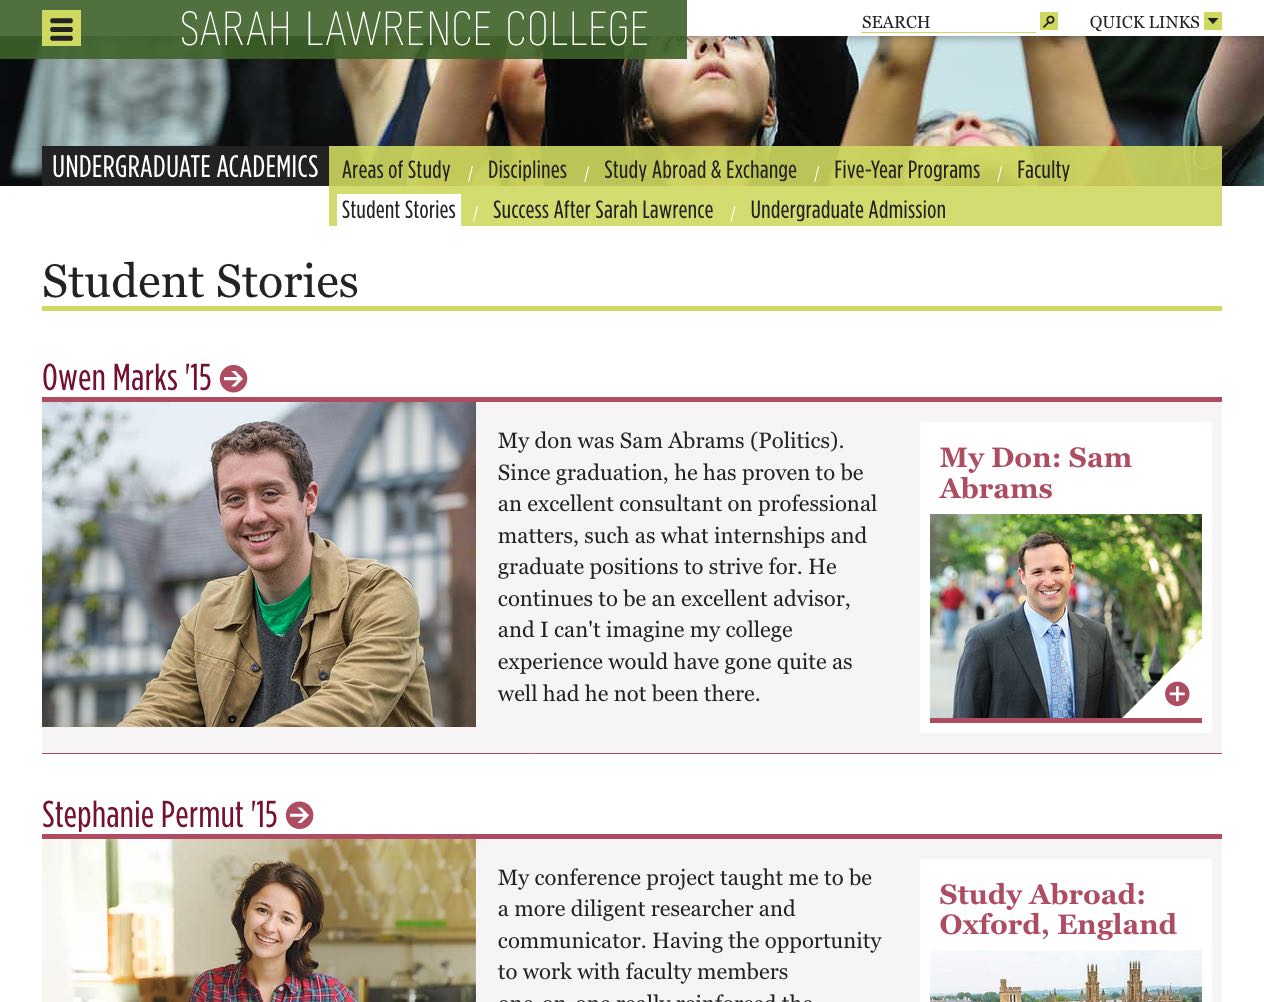 SARAH LAWRENCE COLLEGE
SEARCH
QUICK LINKS
UNDERGRADUATE ACADEMICS
Areas of Study / Disciplines / Study Abroad & Exchange / Five-Year Programs / Faculty
Student Stories / Success After Sarah Lawrence / Undergraduate Admission
Student Stories
Owen Marks '15
My don was Sam Abrams (Politics).
Since graduation, he has proven to be
an excellent consultant on professional
matters, such as what internships and
graduate positions to strive for. He
continues to be an excellent advisor,
and I can't imagine my college
experience would have gone quite as
well had he not been there.
My Don: Sam
Abrams
Stephanie Permut '15
My conference project taught me to be
a more diligent researcher and
communicator. Having the opportunity
to work with faculty members
one-on-one really reinforced the
Study Abroad:
Oxford, England